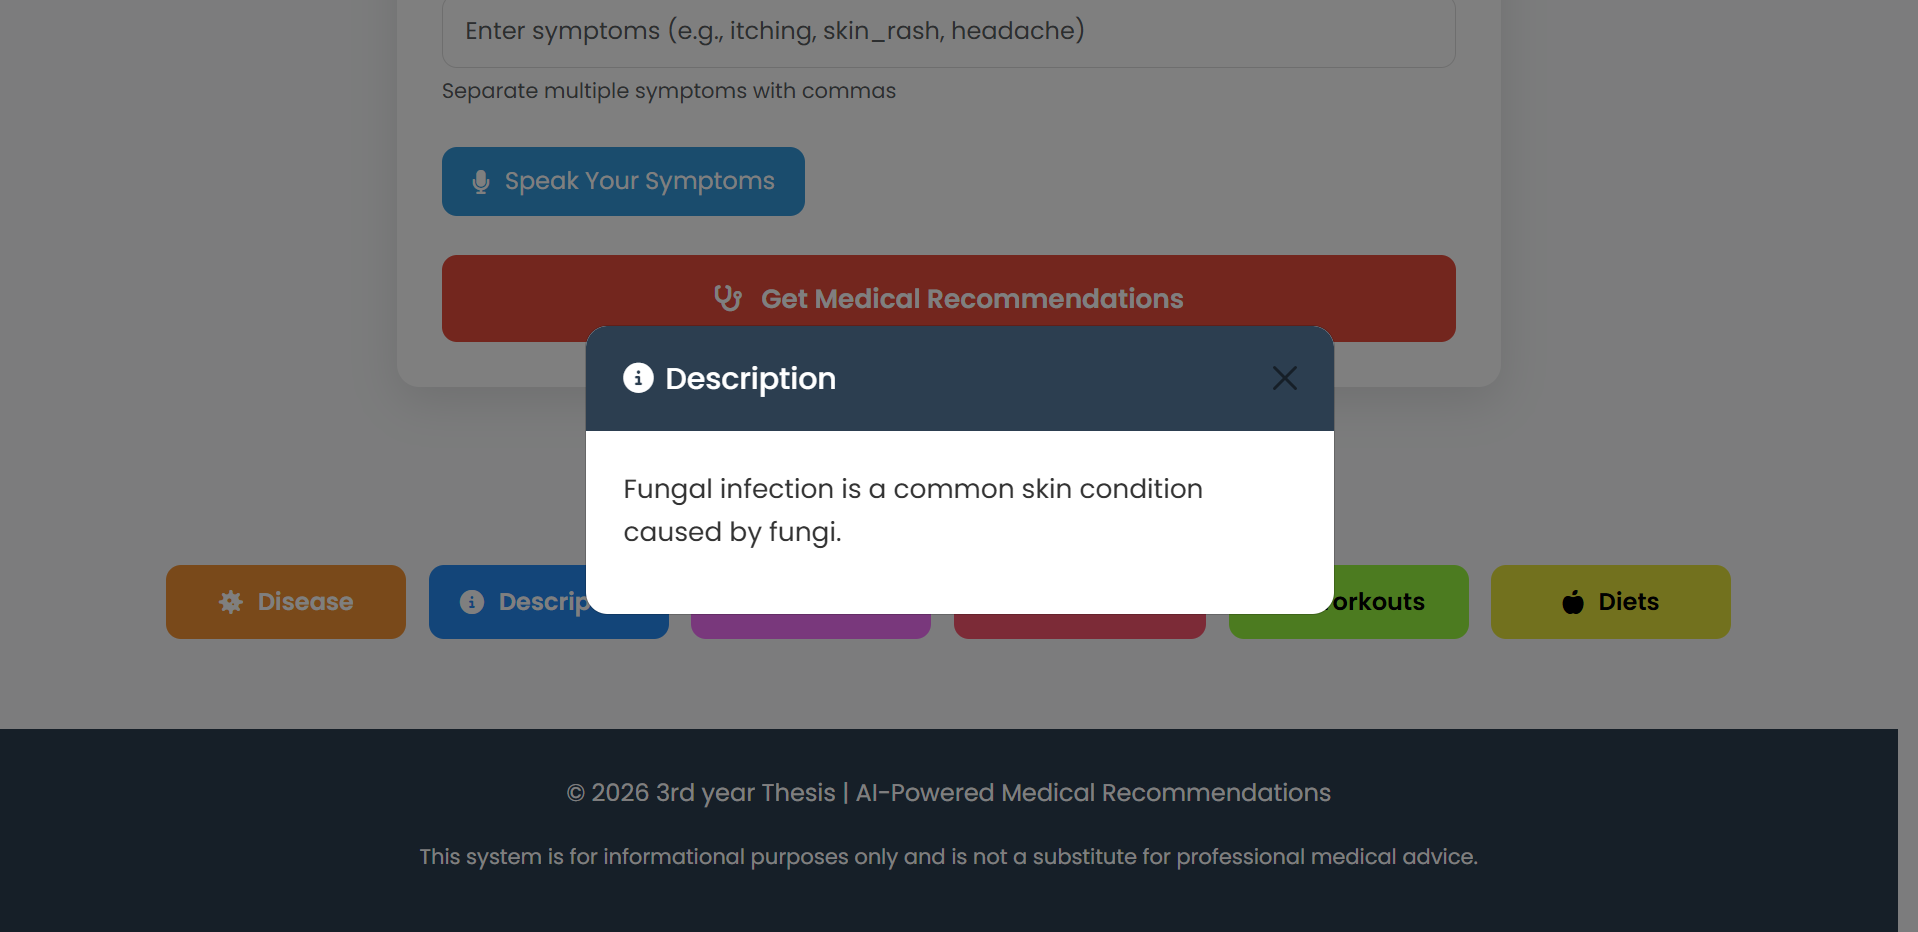 Enter symptoms (e.g., itching, skin_rash, headache)
Separate multiple symptoms with commas
Speak Your Symptoms
Get Medical Recommendations
Description
Fungal infection is a common skin condition
caused by fungi.
Disease
Diets
© 2026 3rd year Thesis | AI-Powered Medical Recommendations
This system is for informational purposes only and is not a substitute for professional medical advice.